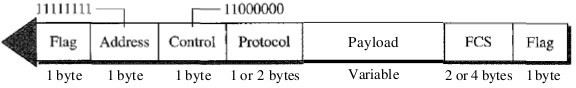 11111111 11000000
Flag Address Control Protocol Payload FCS Flag
1 byte 1 byte 1 byte 1 or 2 bytes Variable 2 or 4 bytes 1 byte